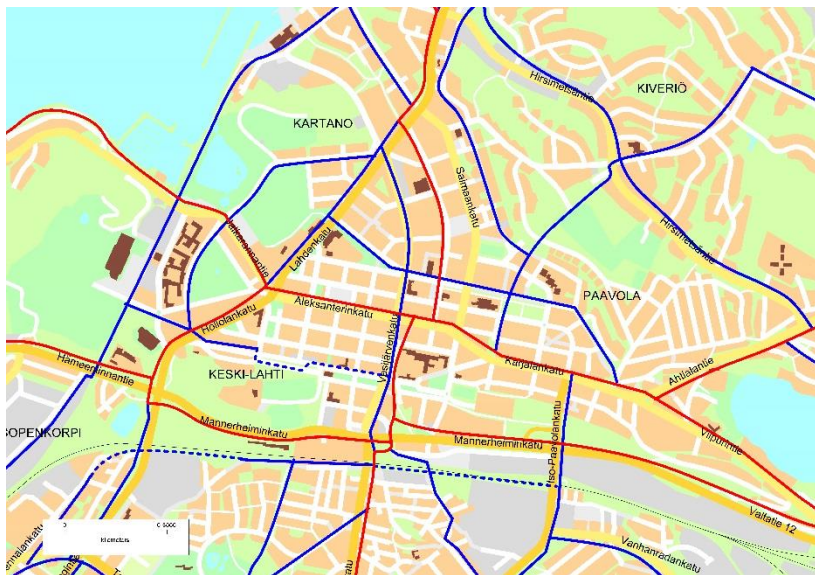 Hirsimetsäntie
KIVERIÖ
KARTANO
Saimaankatu
Hirsimetsäntie
Lahdenkatu
PAAVOLA
Hollolankatu
Aleksanterinkatu
Vesijärvenkatu
Karjalankatu
Ahtialantie
Hämeenlinnantie
KESKI-LAHTI
SOPENKORPI
Mannerheiminkatu
Mannerheiminkatu
Iso-Paavolankatu
Viipurintie
Valtatie 12
Vanhanradankatu